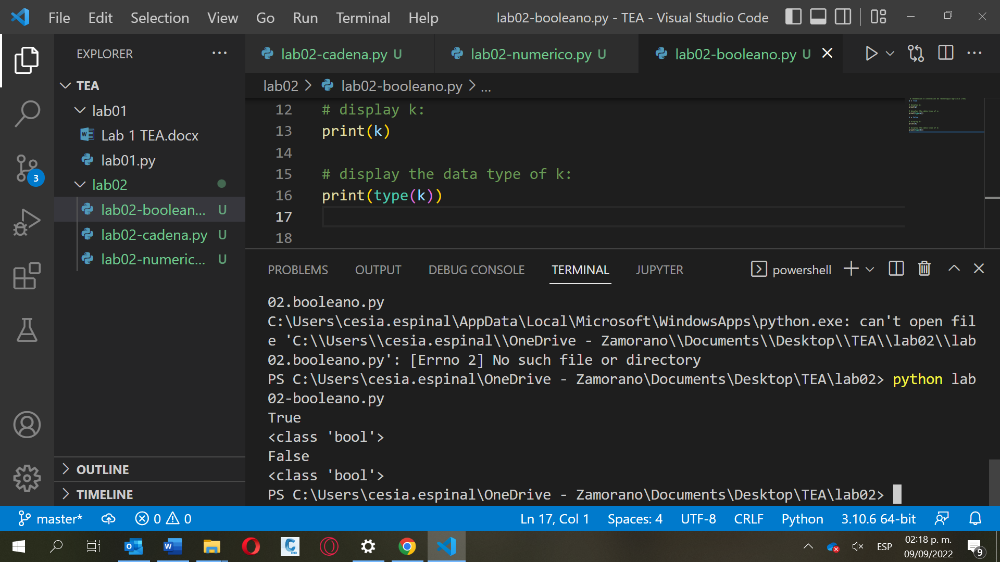 File Edit Selection View Go Run Terminal Help
lab02-booleano.py - TEA - Visual Studio Code
EXPLORER
TEA
lab01
Lab 1 TEA.docx
lab01.py
lab02
lab02-boolean... U
lab02-cadena.py U
lab02-numeric... U
OUTLINE
TIMELINE
3
lab02-cadena.py U
lab02-numerico.py U
lab02-booleano.py U
lab02 > lab02-booleano.py > ...
12 # display k:
13 print(k)
14
15 # display the data type of k:
16 print(type(k))
17
18
PROBLEMS OUTPUT DEBUG CONSOLE TERMINAL JUPYTER
powershell
02.booleano.py
C:\Users\cesia.espinal\AppData\Local\Microsoft\WindowsApps\python.exe: can't open fil
e 'C:\\Users\\cesia.espinal\\OneDrive - Zamorano\\Documents\\Desktop\\TEA\\lab02\\lab
02.booleano.py': [Errno 2] No such file or directory
PS C:\Users\cesia.espinal\OneDrive - Zamorano\Documents\Desktop\TEA\lab02> python lab
02-booleano.py
True
<class 'bool'>
False
<class 'bool'>
PS C:\Users\cesia.espinal\OneDrive - Zamorano\Documents\Desktop\TEA\lab02>
master* 0 0
Ln 17, Col 1 Spaces: 4 UTF-8 CRLF Python 3.10.6 64-bit
ESP
02:18 p. m.
09/09/2022
9